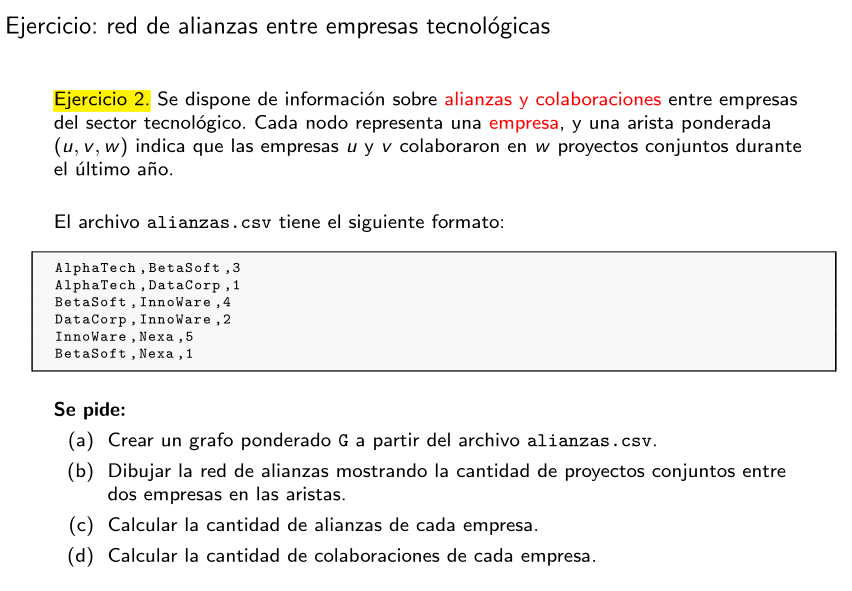 Ejercicio: red de alianzas entre empresas tecnológicas
Ejercicio 2. Se dispone de información sobre alianzas y colaboraciones entre empresas
del sector tecnológico. Cada nodo representa una empresa, y una arista ponderada
(u, v, w) indica que las empresas u y v colaboraron en w proyectos conjuntos durante
el último año.
El archivo alianzas.csv tiene el siguiente formato:
AlphaTech,BetaSoft,3
AlphaTech,DataCorp,1
BetaSoft,InnoWare,4
DataCorp,InnoWare,2
InnoWare,Nexa,5
BetaSoft,Nexa,1
Se pide:
(a) Crear un grafo ponderado G a partir del archivo alianzas.csv.
(b) Dibujar la red de alianzas mostrando la cantidad de proyectos conjuntos entre
dos empresas en las aristas.
(c) Calcular la cantidad de alianzas de cada empresa.
(d) Calcular la cantidad de colaboraciones de cada empresa.